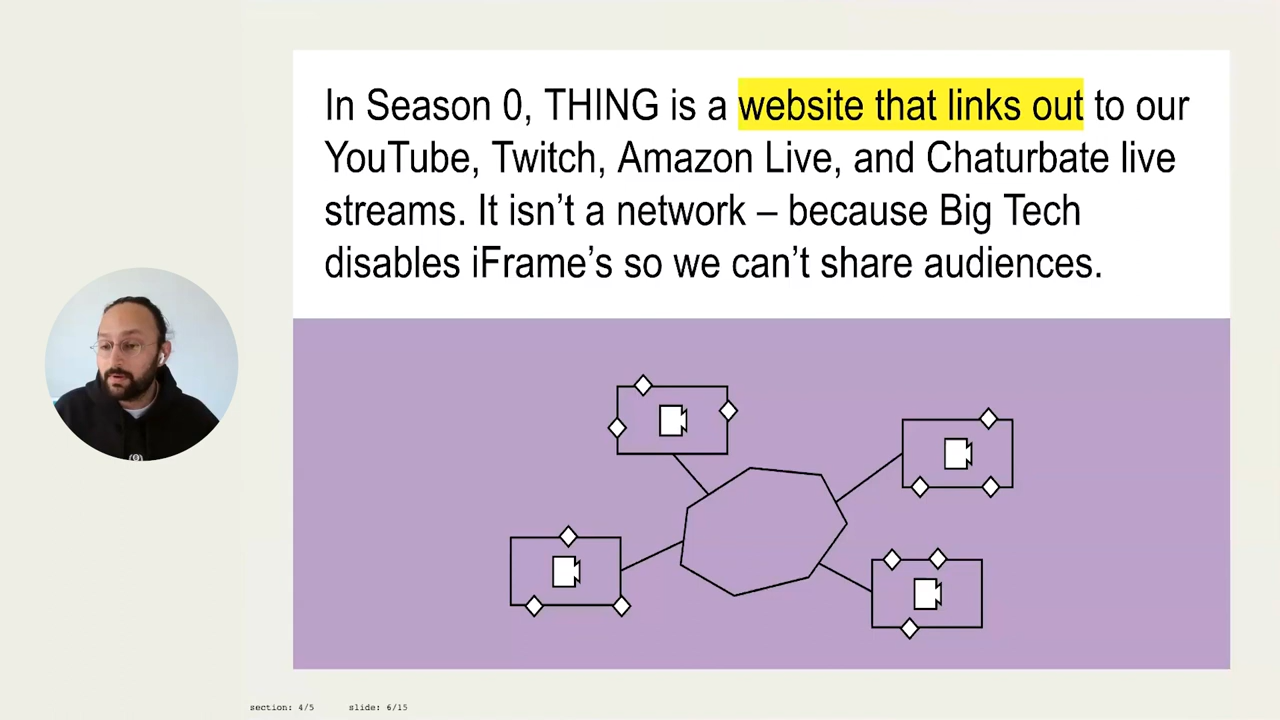 In Season 0, THING is a website that links out to our
YouTube, Twitch, Amazon Live, and Chaturbate live
streams. It isn’t a network – because Big Tech
disables iFrame’s so we can’t share audiences.
section: 4/5 slide: 6/15